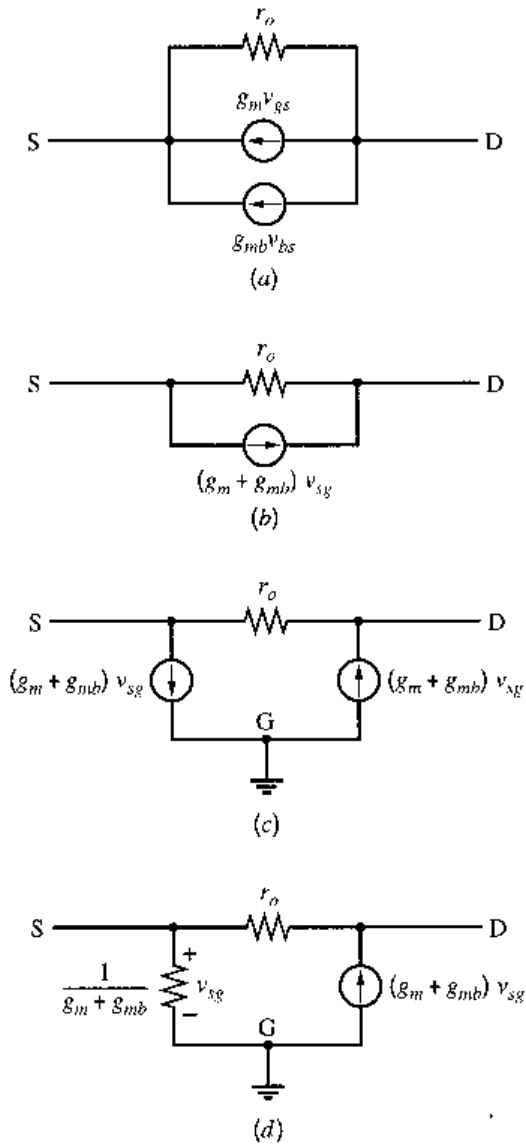 r_o
g_m v_gs
S D
g_mb v_bs
(a)
r_o
S D
(g_m + g_mb) v_sg
(b)
r_o
S D
(g_m + g_mb) v_sg (g_m + g_mb) v_sg
G
(c)
r_o
S D
+
1 / (g_m + g_mb) v_sg (g_m + g_mb) v_sg
−
G
(d)